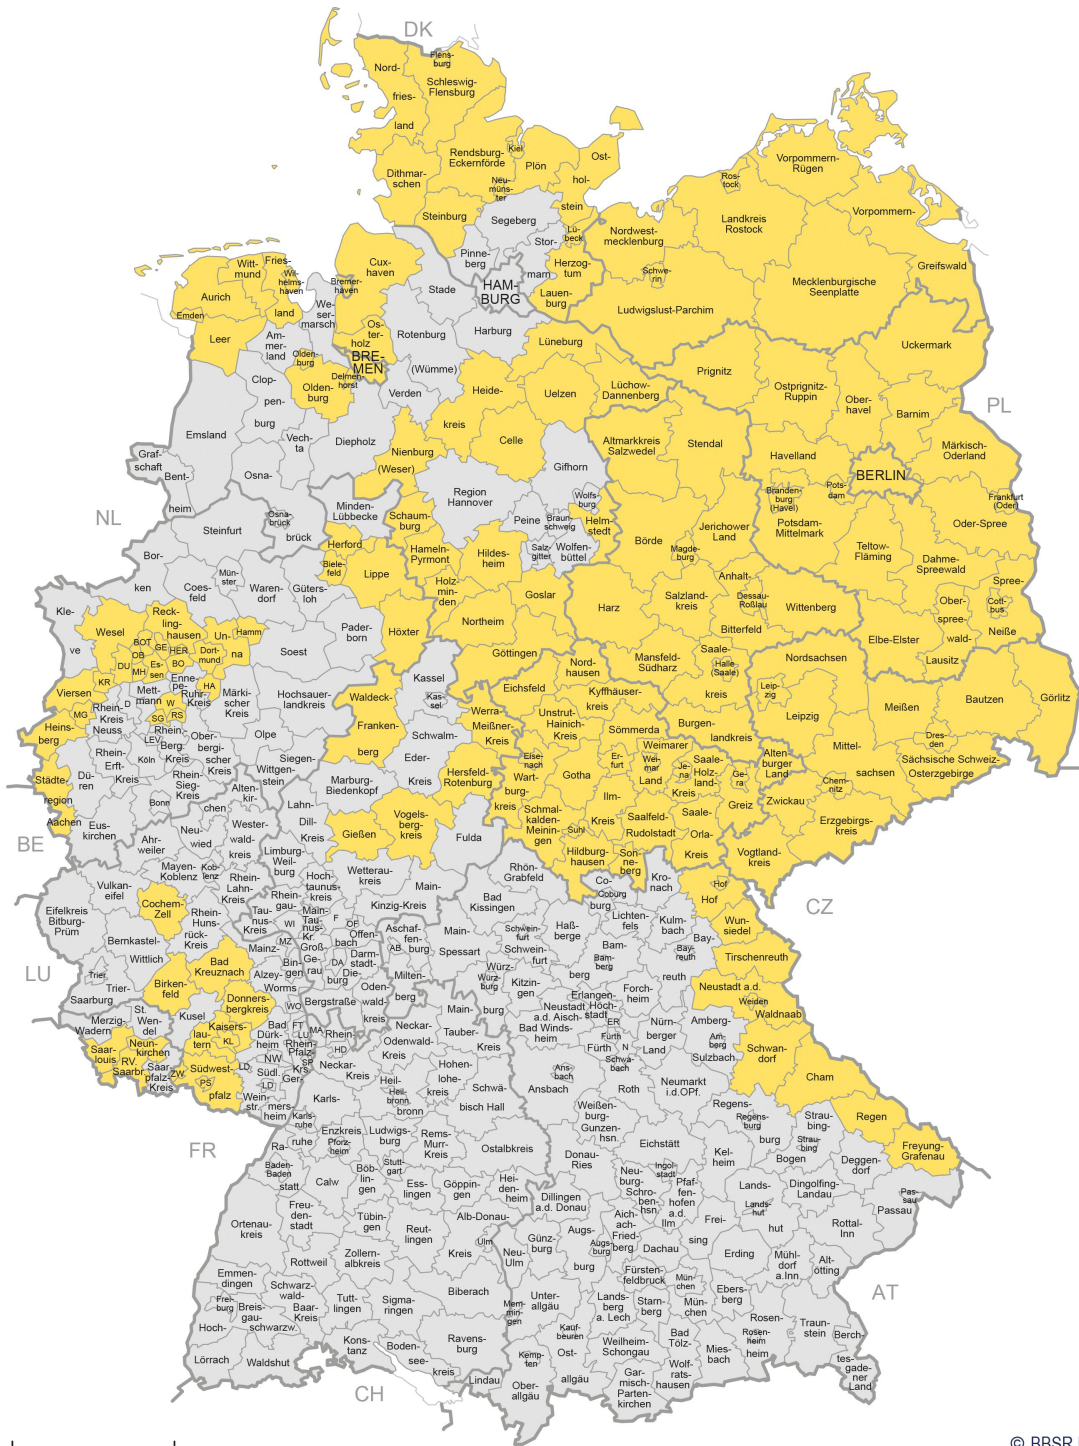 DK
Nord-
fries-
land
Flens-
burg
Schleswig-
Flensburg
Rendsburg-
Eckernförde
Kiel
Plön
Ost-
hol-
stein
Dithmar-
schen
Neu-
müns-
ter
Steinburg
Segeberg
Lü-
beck
Stor-
marn
Pinne-
berg
Herzog-
tum
Lauen-
burg
HAM-
BURG
Vorpommern-
Rügen
Ros-
tock
Landkreis
Rostock
Vorpommern-
Greifswald
Nordwest-
mecklenburg
Schwe-
rin
Mecklenburgische
Seenplatte
Ludwigslust-Parchim
Witt-
mund
Fries-
land
Wil-
helms-
haven
Aurich
Emden
Leer
Cux-
haven
Bremer-
haven
Stade
We-
ser-
marsch
Os-
ter-
holz
BRE-
MEN
Rotenburg
(Wümme)
Harburg
Lüneburg
Am-
mer-
land
Olden-
burg
Delmen-
horst
Olden-
burg
Verden
Heide-
kreis
Uelzen
Lüchow-
Dannenberg
Prignitz
Ostprignitz-
Ruppin
Uckermark
Ober-
havel
Barnim
PL
Clop-
pen-
burg
Emsland
Vech-
ta
Diepholz
Nienburg
(Weser)
Celle
Gifhorn
Altmarkkreis
Salzwedel
Stendal
Havelland
BERLIN
Märkisch-
Oderland
Graf-
schaft
Bent-
heim
Osna-
brück
Osna-
brück
Region
Hannover
Wolfs-
burg
Peine
Braun-
schweig
Helm-
stedt
Salz-
gitter
Wolfen-
büttel
Branden-
burg
(Havel)
Pots-
dam
Potsdam-
Mittelmark
Frankfurt
(Oder)
Oder-Spree
NL
Steinfurt
Minden-
Lübbecke
Schaum-
burg
Herford
Hameln-
Pyrmont
Hildes-
heim
Börde
Jerichower
Land
Magde-
burg
Teltow-
Fläming
Dahme-
Spreewald
Bor-
ken
Coes-
feld
Mün-
ster
Waren-
dorf
Güters-
loh
Biele-
feld
Lippe
Holz-
min-
den
Goslar
Harz
Salzland-
kreis
Anhalt-
Bitterfeld
Dessau-
Roßlau
Wittenberg
Spree-
Neiße
Cott-
bus
Ober-
spree-
wald-
Lausitz
Elbe-Elster
Kle-
ve
Wesel
Reck-
ling-
hausen
Un-
na
Hamm
BOT
GE
HER
OB
DU
MH
Es-
sen
BO
Dort-
mund
Soest
Pader-
born
Höxter
Northeim
Göttingen
Nord-
hausen
Mansfeld-
Südharz
Saale-
kreis
Halle
(Saale)
Nordsachsen
Leip-
zig
Leipzig
Meißen
Bautzen
Görlitz
Viersen
KR
Enne-
pe-
Ruhr-
Kreis
HA
Mett-
mann
D
W
SG
RS
MG
Rhein-
Kreis
Neuss
Märki-
scher
Kreis
Hochsauer-
landkreis
Waldeck-
Franken-
berg
Kassel
Kas-
sel
Werra-
Meißner-
Kreis
Eichsfeld
Kyffhäuser-
kreis
Unstrut-
Hainich-
Kreis
Sömmerda
Burgen-
landkreis
Heins-
berg
Rhein-
Berg.
Kreis
LEV
Köln
Ober-
bergi-
scher
Kreis
Olpe
Siegen-
Wittgen-
stein
Schwalm-
Eder-
Kreis
Hersfeld-
Rotenburg
Eise-
nach
Wart-
burg-
kreis
Gotha
Er-
furt
Weimarer
Land
Wei-
mar
Je-
na
Saale-
Holz-
land-
Kreis
Ge-
ra
Alten-
burger
Land
Mittel-
sachsen
Dres-
den
Sächsische Schweiz-
Osterzgebirge
Städte-
region
Aachen
Dü-
ren
Rhein-
Erft-
Kreis
Rhein-
Sieg-
Kreis
Bonn
Alten-
kir-
chen
Marburg-
Biedenkopf
Lahn-
Dill-
Kreis
Gießen
Vogels-
berg-
kreis
Fulda
Schmal-
kalden-
Meinin-
gen
Suhl
Ilm-
Kreis
Saalfeld-
Rudolstadt
Saale-
Orla-
Kreis
Greiz
Zwickau
Chem-
nitz
Erzgebirgs-
kreis
Vogtland-
kreis
BE
Eus-
kirchen
Ahr-
weiler
Neu-
wied
Wester-
wald-
kreis
Limburg-
Weil-
burg
Wetterau-
kreis
Hildburg-
hausen
Son-
ne-
berg
Rhön-
Grabfeld
Vulkan-
eifel
Mayen-
Koblenz
Kob-
lenz
Rhein-
Lahn-
Kreis
Hoch-
taunus-
kreis
Main-
Kinzig-Kreis
Bad
Kissingen
Co-
burg
Coburg
Kro-
nach
Hof
Hof
CZ
Eifelkreis
Bitburg-
Prüm
Cochem-
Zell
Rhein-
Huns-
rück-
Kreis
Rhein-
gau-
Tau-
nus-
Kreis
Main-
Tau-
nus-
Kr.
WI
F
OF
Offen-
bach
Aschaf-
fen-
burg
AB
Main-
Spessart
Schwein-
furt
Schwein-
furt
Haß-
berge
Lichten-
fels
Kulm-
bach
Wun-
siedel
LU
Bernkastel-
Wittlich
Mainz-
Bin-
gen
MZ
Groß-
Ge-
rau
DA
Darm-
stadt-
Die-
burg
Milten-
berg
Würz-
burg
Würz-
burg
Kitzin-
gen
Bam-
berg
Bam-
berg
Bay-
reuth
Bay-
reuth
Tirschenreuth
Trier
Trier-
Saarburg
Birken-
feld
Bad
Kreuznach
Alzey-
Worms
WO
Bergstraße
Oden-
wald-
kreis
Main-
Tauber-
Kreis
Neustadt
a.d. Aisch-
Bad Winds-
heim
Erlangen-
Höch-
stadt
ER
Forch-
heim
Neustadt a.d.
Waldnaab
Weiden
Merzig-
Wadern
St.
Wen-
del
Kusel
Donners-
bergkreis
Kaisers-
lau-
tern
KL
Bad
Dürk-
heim
FT
LU
MA
Rhein-
Pfalz-
Krs
Rhein-
Neckar-
Kreis
HD
Neckar-
Odenwald-
Kreis
Fürth
Fürth
N
Nürn-
berger
Land
Amberg-
Sulzbach
Am-
berg
Schwan-
dorf
Cham
Saar-
louis
RV.
Saarbr.
Neun-
kirchen
Saar-
pfalz-
Kreis
ZW
Südwest-
pfalz
PS
NW
SP
LD
LD
Südl.
Wein-
str.
Ger-
mers-
heim
Heil-
bronn
Heil-
bronn
Hohen-
lohe-
kreis
Schwä-
bisch Hall
Ans-
bach
Ansbach
Schwa-
bach
Roth
Neumarkt
i.d.OPf.
Regens-
burg
Regens-
burg
Strau-
bing-
Bogen
Strau-
bing
Regen
Freyung-
Grafenau
FR
Karls-
ruhe
Karls-
ruhe
Enzkreis
Pforz-
heim
Ludwigs-
burg
Rems-
Murr-
Kreis
Ostalbkreis
Weißen-
burg-
Gunzen-
hsn.
Eichstätt
Kel-
heim
Deggen-
dorf
Ra-
statt
Baden-
Baden
Calw
Böb-
lin-
gen
Stutt-
gart
Ess-
lingen
Göppin-
gen
Hei-
den-
heim
Donau-
Ries
Dillingen
a.d. Donau
Neu-
burg-
Schro-
ben-
hsn.
Ingol-
stadt
Pfaf-
fen-
hofen
a.d.
Ilm
Lands-
hut
Lands-
hut
Dingolfing-
Landau
Pas-
sau
Passau
Ortenau-
kreis
Freu-
den-
stadt
Tübin-
gen
Reut-
lingen
Alb-Donau-
Kreis
Ulm
Neu-
Ulm
Günz-
burg
Augs-
burg
Augs-
burg
Aich-
ach-
Fried-
berg
Dachau
Frei-
sing
Erding
Mühl-
dorf
a.Inn
Rottal-
Inn
Alt-
ötting
Rottweil
Zollern-
albkreis
Biberach
Unter-
allgäu
Mem-
min-
gen
Fürsten-
feldbruck
Mün-
chen
Mün-
chen
Ebers-
berg
AT
Emmen-
dingen
Schwarz-
wald-
Baar-
Kreis
Tutt-
lingen
Sigma-
ringen
Lands-
berg
a. Lech
Starn-
berg
Rosen-
heim
Rosen-
heim
Traun-
stein
Berch-
tes-
gade-
ner
Land
Frei-
burg
Breis-
gau-
Hoch-
schwarzw.
Lörrach
Waldshut
Kons-
tanz
Boden-
see-
kreis
Ravens-
burg
Lindau
Kemp-
ten
Kauf-
beuren
Ost-
allgäu
Ober-
allgäu
Weilheim-
Schongau
Gar-
misch-
Parten-
kirchen
Bad
Tölz-
Wolf-
rats-
hausen
Mies-
bach
CH
© BBSR